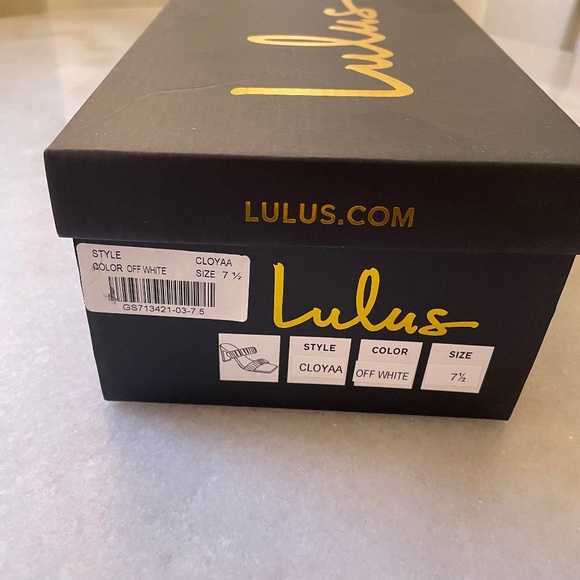 Lulus
LULUS.COM
STYLE CLOYAA
COLOR OFF WHITE SIZE 7 ½
GS713421-03-7.5
Lulus
STYLE COLOR SIZE
CLOYAA OFF WHITE 7½